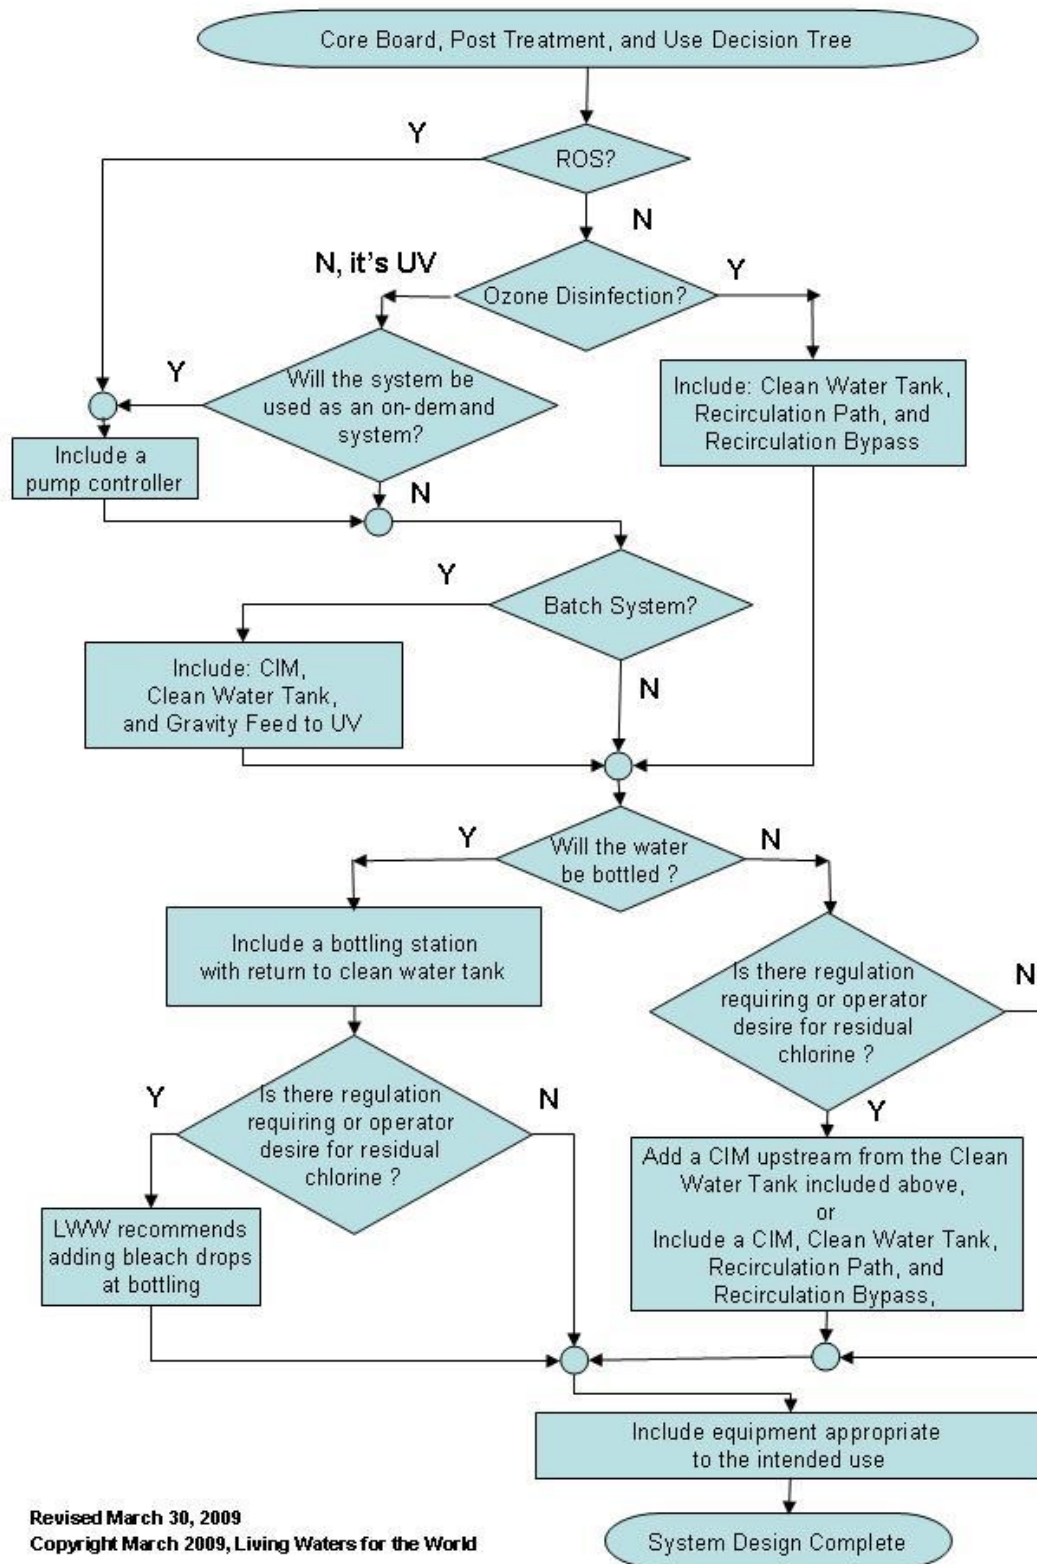 Core Board, Post Treatment, and Use Decision Tree
Y
ROS?
N
N, it's UV
Y
Ozone Disinfection?
Y
Will the system be
used as an on-demand
system?
Include: Clean Water Tank,
Recirculation Path, and
Recirculation Bypass
Include a
pump controller
N
Y
Batch System?
Include: CIM,
Clean Water Tank,
and Gravity Feed to UV
N
Y
Will the water
be bottled ?
N
Include a bottling station
with return to clean water tank
Is there regulation
requiring or operator
desire for residual
chlorine ?
N
Y
Is there regulation
requiring or operator
desire for residual
chlorine ?
N
Y
Add a CIM upstream from the Clean
Water Tank included above,
or
Include a CIM, Clean Water Tank,
Recirculation Path, and
Recirculation Bypass,
LWW recommends
adding bleach drops
at bottling
Include equipment appropriate
to the intended use
System Design Complete
Revised March 30, 2009
Copyright March 2009, Living Waters for the World